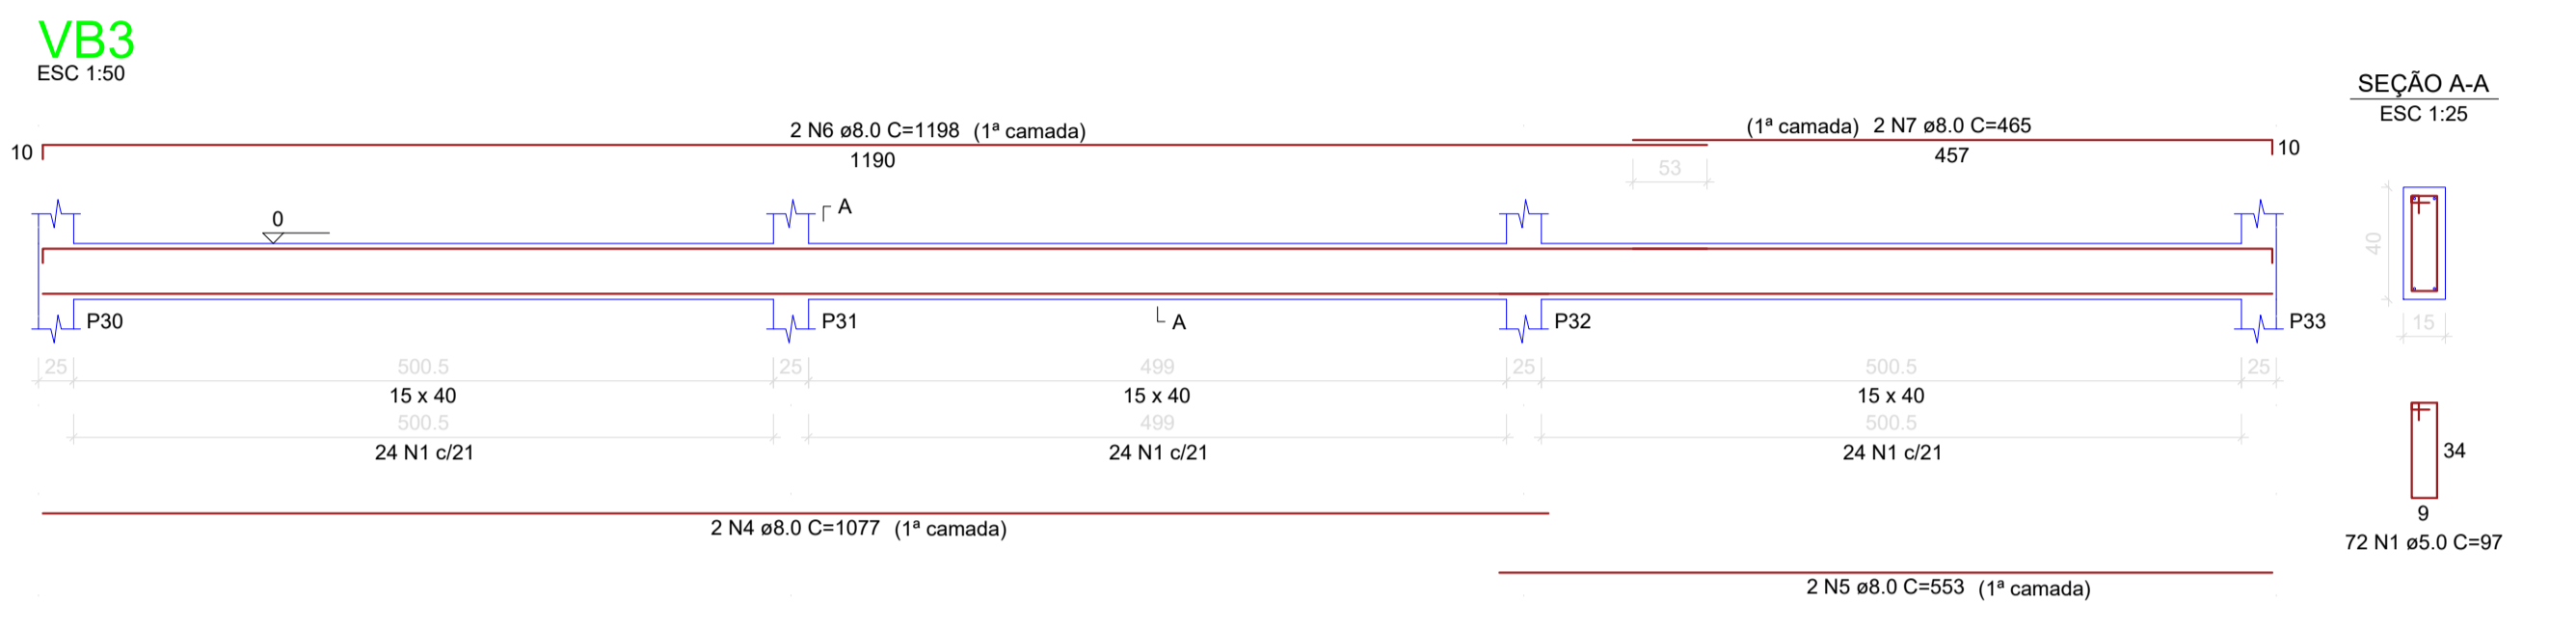 VB3
ESC 1:50
SEÇÃO A-A
ESC 1:25
2 N6 ø8.0 C=1198 (1ª camada)
(1ª camada) 2 N7 ø8.0 C=465
10
1190
457
10
53
A
0
40
P30
P31
A
P32
P33
15
25
500.5
25
499
25
500.5
25
15 x 40
15 x 40
15 x 40
500.5
499
500.5
24 N1 c/21
24 N1 c/21
24 N1 c/21
34
9
2 N4 ø8.0 C=1077 (1ª camada)
72 N1 ø5.0 C=97
2 N5 ø8.0 C=553 (1ª camada)